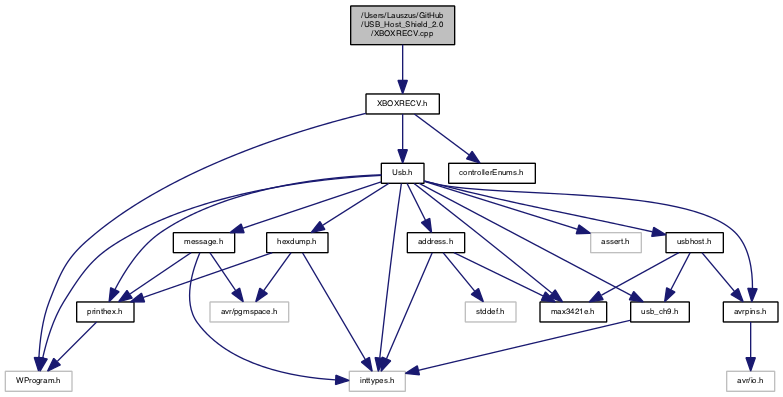 /Users/Lauszus/GitHub
/USB_Host_Shield_2.0
/XBOXRECV.cpp
XBOXRECV.h
Usb.h
controllerEnums.h
message.h
hexdump.h
address.h
assert.h
usbhost.h
printhex.h
avr/pgmspace.h
stddef.h
max3421e.h
usb_ch9.h
avrpins.h
WProgram.h
inttypes.h
avr/io.h